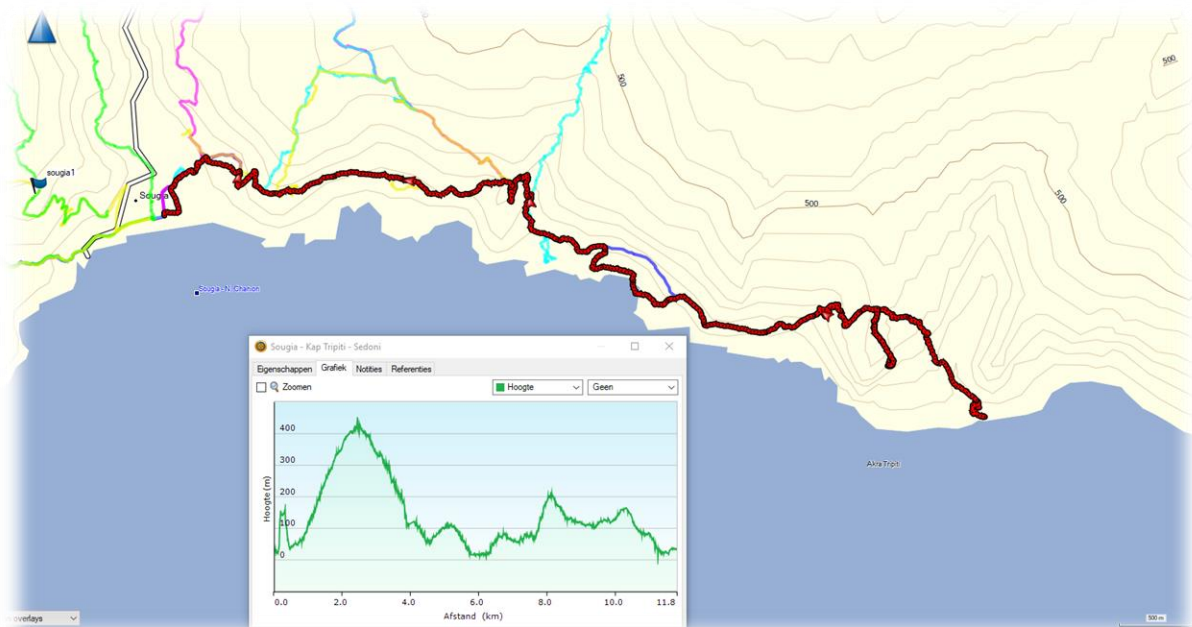 500
500
sougia1
Sougia
500
500
Sougia - N. Chanion
Sougia - Kap Tripiti - Sedoni
Eigenschappen Grafiek Notities Referenties
Zoomen Hoogte Geen
400
300
200
100
0
Hoogte (m)
0.0 2.0 4.0 6.0 8.0 10.0 11.8
Afstand (km)
Akra Tripiti
overlays
500 m